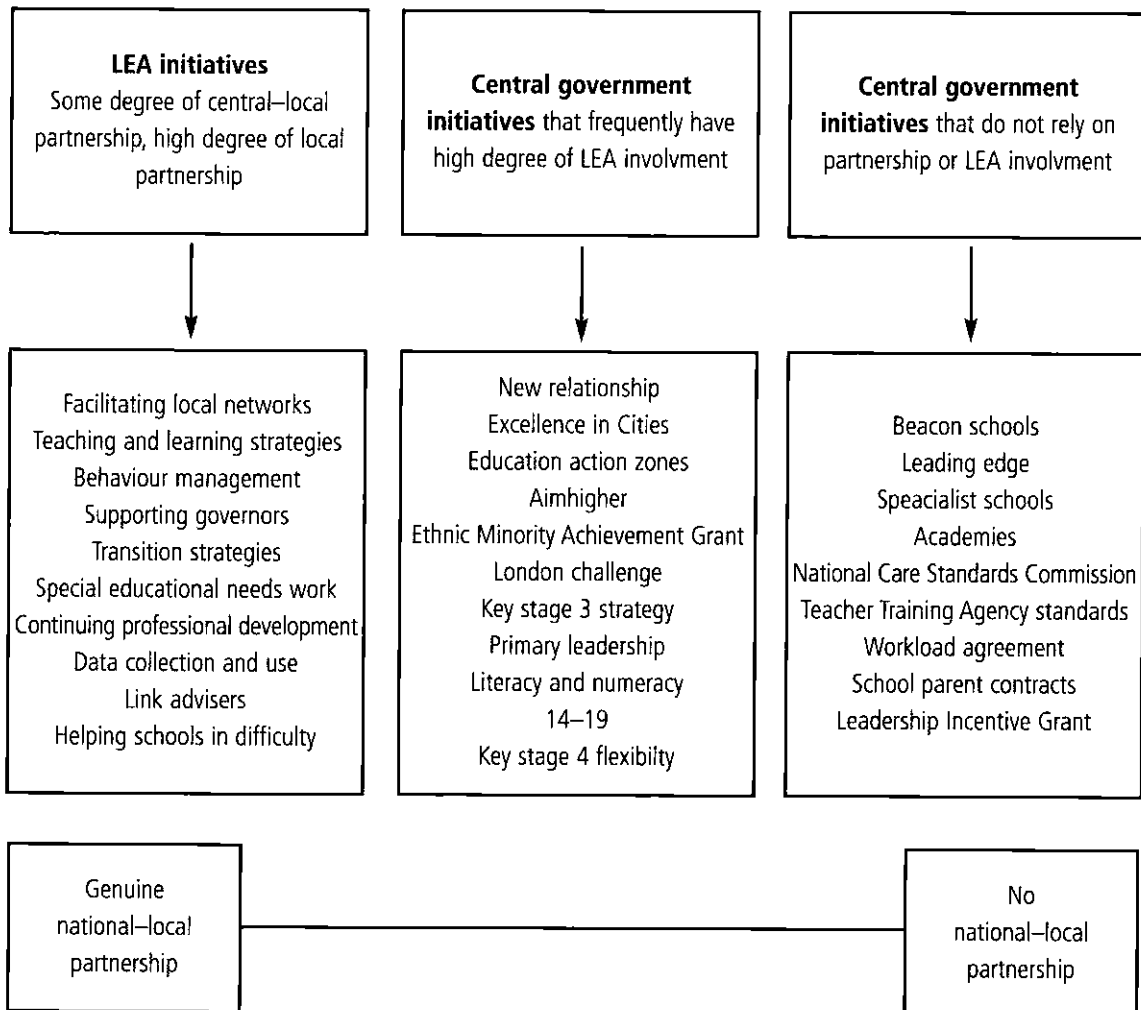 LEA initiatives
Some degree of central–local
partnership, high degree of local
partnership
Central government
initiatives that frequently have
high degree of LEA involvment
Central government
initiatives that do not rely on
partnership or LEA involvment
Facilitating local networks
Teaching and learning strategies
Behaviour management
Supporting governors
Transition strategies
Special educational needs work
Continuing professional development
Data collection and use
Link advisers
Helping schools in difficulty
New relationship
Excellence in Cities
Education action zones
Aimhigher
Ethnic Minority Achievement Grant
London challenge
Key stage 3 strategy
Primary leadership
Literacy and numeracy
14–19
Key stage 4 flexibilty
Beacon schools
Leading edge
Speacialist schools
Academies
National Care Standards Commission
Teacher Training Agency standards
Workload agreement
School parent contracts
Leadership Incentive Grant
Genuine
national–local
partnership
No
national–local
partnership